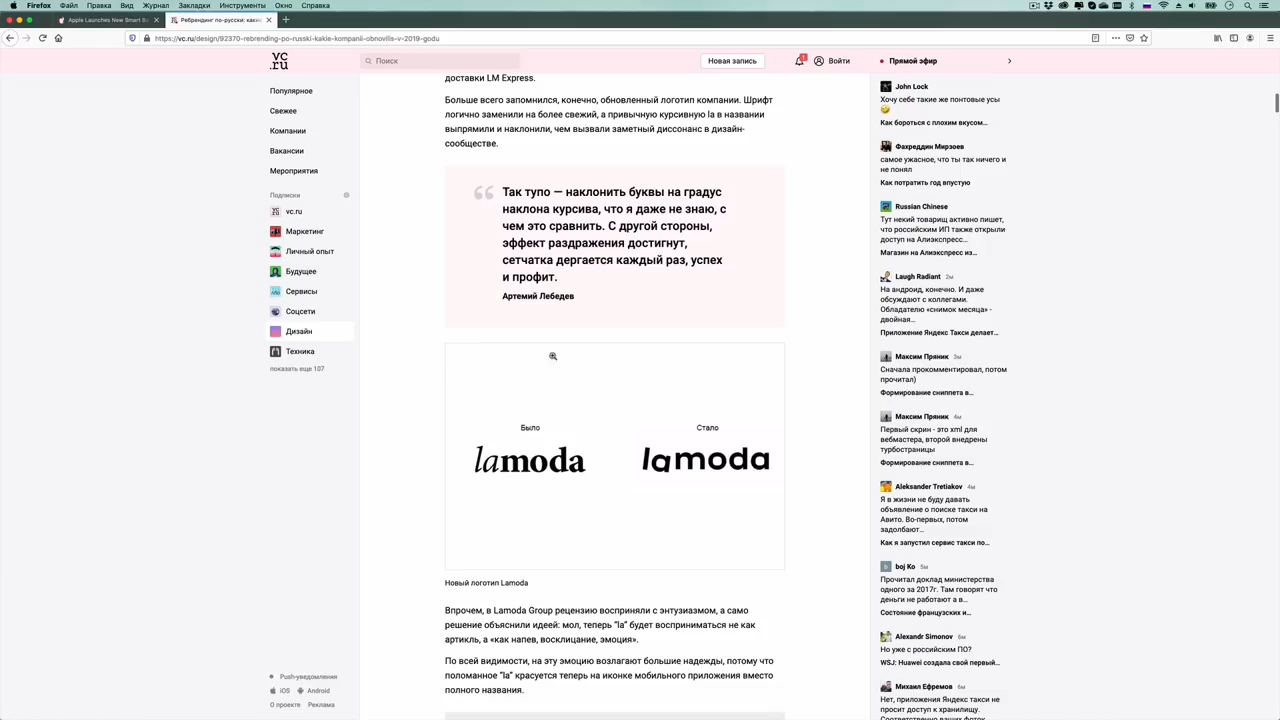 Firefox Файл Правка Вид Журнал Закладки Инструменты Окно Справка
Apple Launches New Smart Ba
Ребрендинг по-русски: какие
https://vc.ru/design/92370-rebrending-po-russki-kakie-kompanii-obnovills-v-2019-godu
vc.
.ru
Поиск
Новая запись
1
Войти
Прямой эфир
Популярное
Свежее
Компании
Вакансии
Мероприятия
Подписки
vc.ru
Маркетинг
Личный опыт
Будущее
Сервисы
Соцсети
Дизайн
Техника
показать еще 107
Push-уведомления
iOS Android
О проекте Реклама
доставки LM Express.
Больше всего запомнился, конечно, обновленный логотип компании. Шрифт
логично заменили на более свежий, а привычную курсивную la в названии
выпрямили и наклонили, чем вызвали заметный диссонанс в дизайн-
сообществе.
Так тупо — наклонить буквы на градус
наклона курсива, что я даже не знаю, с
чем это сравнить. С другой стороны,
эффект раздражения достигнут,
сетчатка дергается каждый раз, успех
и профит.
Артемий Лебедев
Было
Стало
lamoda
lamoda
Новый логотип Lamoda
Впрочем, в Lamoda Group рецензию восприняли с энтузиазмом, а само
решение объяснили идеей: мол, теперь "la" будет восприниматься не как
артикль, а «как напев, восклицание, эмоция».
По всей видимости, на эту эмоцию возлагают большие надежды, потому что
поломанное "la" красуется теперь на иконке мобильного приложения вместо
полного названия.
John Lock
Хочу себе такие же понтовые усы
🤣
Как бороться с плохим вкусом…
Фахреддин Мирзоев
самое ужасное, что ты так ничего и
не понял
Как потратить год впустую
Russian Chinese
Тут некий товарищ активно пишет,
что российским ИП также открыли
доступ на Алиэкспресс…
Магазин на Алиэкспресс из…
Laugh Radiant 2м
На андроид, конечно. И даже
обсуждают с коллегами.
Обладателю «снимок месяца» -
двойная…
Приложение Яндекс Такси делает…
Максим Пряник 3м
Сначала прокомментировал, потом
прочитал)
Формирование сниппета в…
Максим Пряник 4м
Первый скрин - это xml для
вебмастера, второй внедрены
турбостраницы
Формирование сниппета в…
Aleksander Tretiakov 4м
Я в жизни не буду давать
объявление о поиске такси на
Авито. Во-первых, потом
задолбают…
Как я запустил сервис такси по…
b boj Ko 5м
Прочитал доклад министерства
одного за 2017г. Там говорят что
деньги не работают а в…
Состояние французских и…
Alexandr Simonov 6м
Но уже с российским ПО?
WSJ: Huawei создала свой первый…
Михаил Ефремов 6м
Нет, приложения Яндекс такси не
просит доступ к хранилищу.
Соответственно ваших фоток